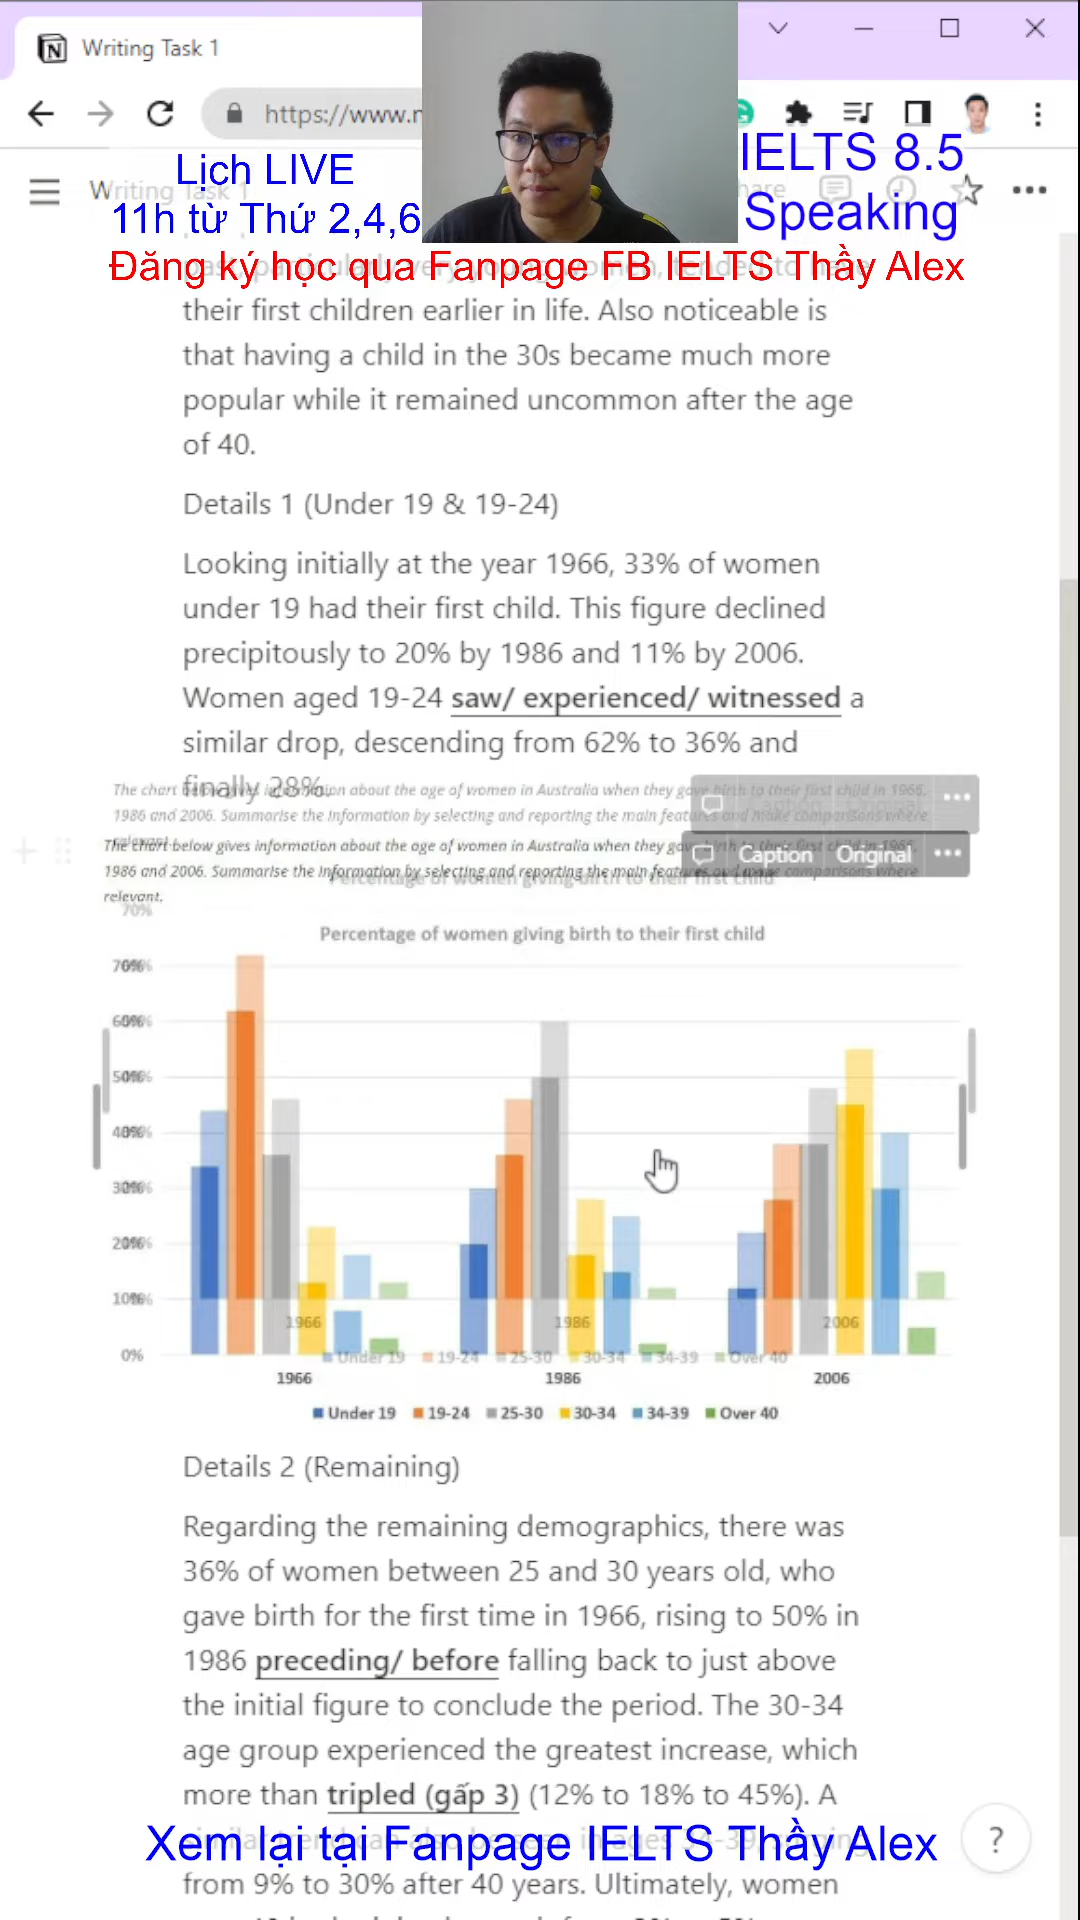 Writing Task 1
https://www.n
Lịch LIVE
11h từ Thứ 2,4,6
IELTS 8.5
Speaking
Writing Task 1
Đăng ký học qua Fanpage FB IELTS Thầy Alex
their first children earlier in life. Also noticeable is
that having a child in the 30s became much more
popular while it remained uncommon after the age
of 40.
Details 1 (Under 19 & 19-24)
Looking initially at the year 1966, 33% of women
under 19 had their first child. This figure declined
precipitously to 20% by 1986 and 11% by 2006.
Women aged 19-24 saw/ experienced/ witnessed a
similar drop, descending from 62% to 36% and
finally 28%.
The chart below gives information about the age of women in Australia when they gave birth to their first child in 1966,
1986 and 2006. Summarise the information by selecting and reporting the main features and make comparisons where
relevant.
Caption Original
Percentage of women giving birth to their first child
70%
60%
50%
40%
30%
20%
10%
0%
1966 1986 2006
Under 19 19-24 25-30 30-34 34-39 Over 40
Details 2 (Remaining)
Regarding the remaining demographics, there was
36% of women between 25 and 30 years old, who
gave birth for the first time in 1966, rising to 50% in
1986 preceding/ before falling back to just above
the initial figure to conclude the period. The 30-34
age group experienced the greatest increase, which
more than tripled (gấp 3) (12% to 18% to 45%). A
Xem lại tại Fanpage IELTS Thầy Alex
?
from 9% to 30% after 40 years. Ultimately, women